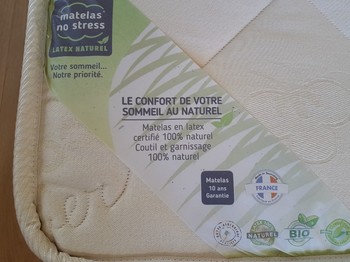 matelas
no stress
LATEX NATUREL
Votre sommeil...
Notre priorité.
LE CONFORT DE VOTRE
SOMMEIL AU NATUREL
Matelas en latex
certifié 100% naturel
Coutil et garnissage
100% naturel
Matelas
10 ans
Garantie
FRANCE
NATUREL
BIO